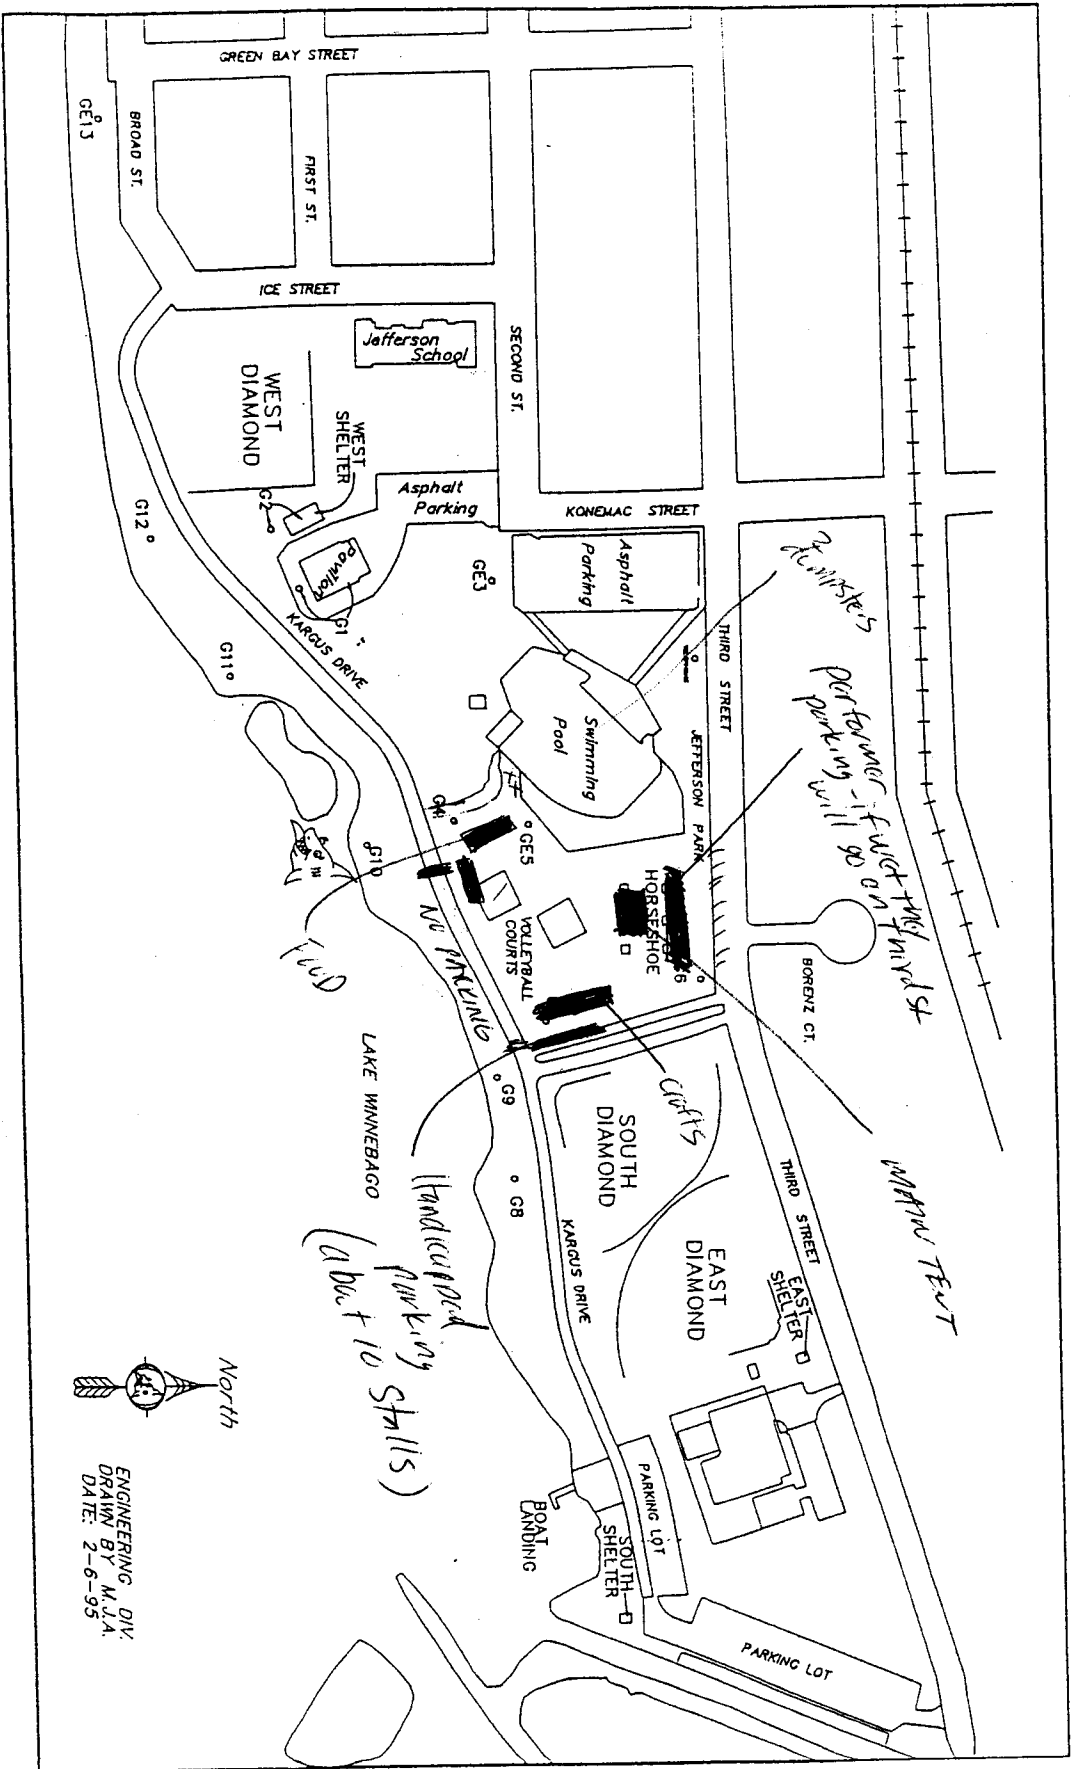 GREEN BAY STREET
BROAD ST.
FIRST ST.
GE13
ICE STREET
Jefferson
School
SECOND ST.
WEST
DIAMOND
WEST
SHELTER
G2
Asphalt
Parking
KONEMAC STREET
G12
Pavilion
G1
GE3
Asphalt
Parking
KARGUS DRIVE
G11
THIRD STREET
Swimming
Pool
JEFFERSON PARK
2 dumpsters
performer
parking - if wet they
will go on Third St
G4
GE5
G10
FOOD
NO PARKING
VOLLEYBALL
COURTS
HORSESHOE
G6
BORENZ CT.
crafts
MAIN TENT
LAKE WINNEBAGO
G9
G8
Handicapped
parking
(about 10 stalls)
SOUTH
DIAMOND
EAST
DIAMOND
KARGUS DRIVE
THIRD STREET
EAST
SHELTER
PARKING LOT
BOAT
LANDING
SOUTH
SHELTER
PARKING LOT
North
ENGINEERING DIV.
DRAWN BY M.J.A.
DATE: 2-6-95